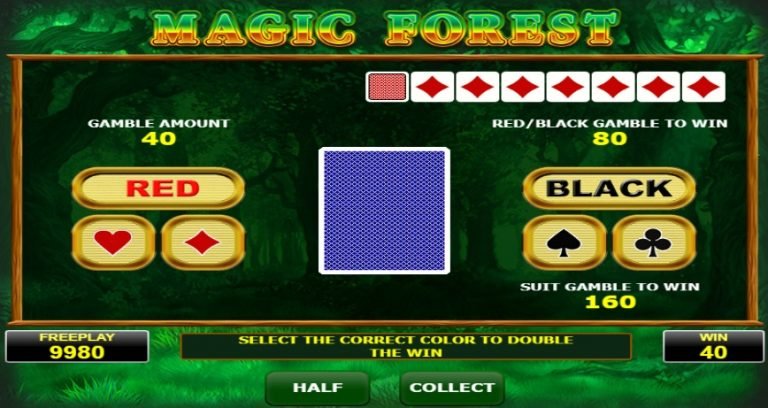 MAGIC FOREST
GAMBLE AMOUNT
40
RED/BLACK GAMBLE TO WIN
80
RED
BLACK
SUIT GAMBLE TO WIN
160
FREEPLAY
9980
SELECT THE CORRECT COLOR TO DOUBLE
THE WIN
WIN
40
HALF
COLLECT